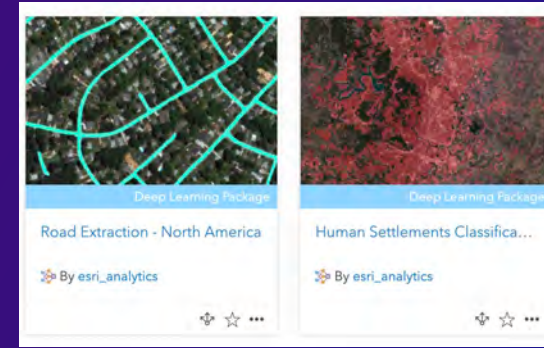 Deep Learning Package
Road Extraction - North America
By esri_analytics
Deep Learning Package
Human Settlements Classifica...
By esri_analytics